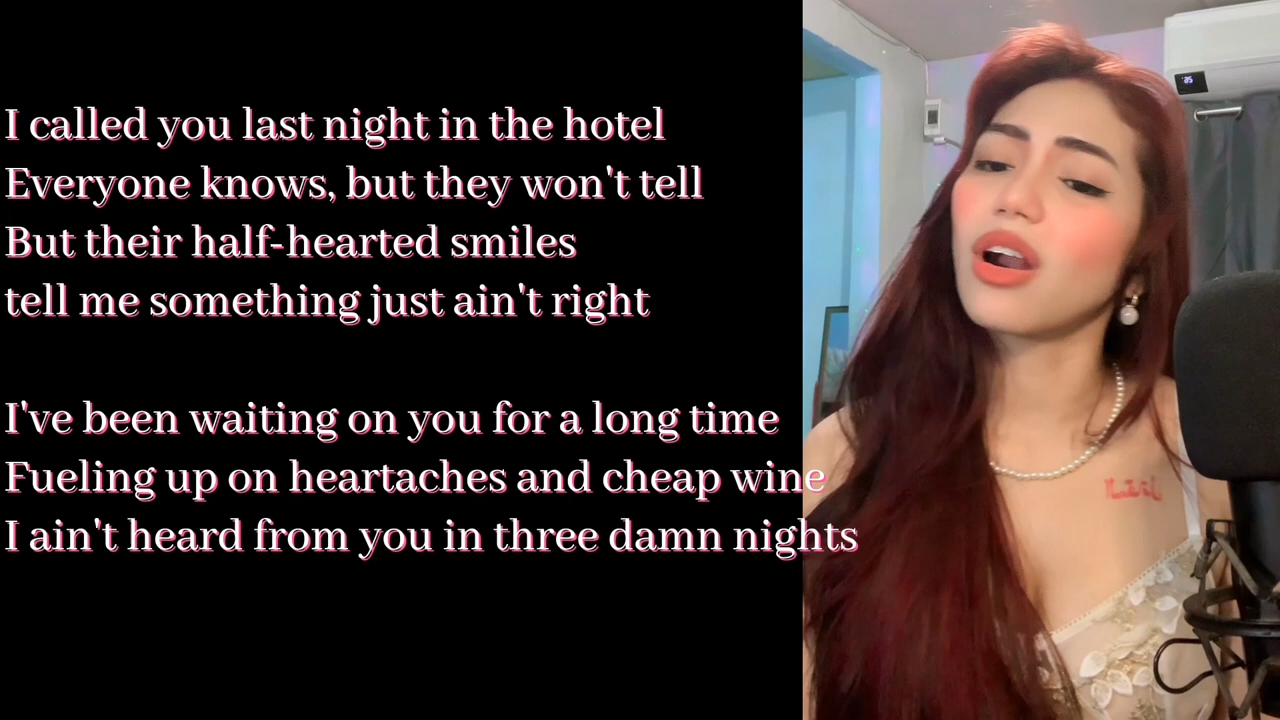 I called you last night in the hotel
Everyone knows, but they won't tell
But their half-hearted smiles
tell me something just ain't right
I've been waiting on you for a long time
Fueling up on heartaches and cheap wine
I ain't heard from you in three damn nights